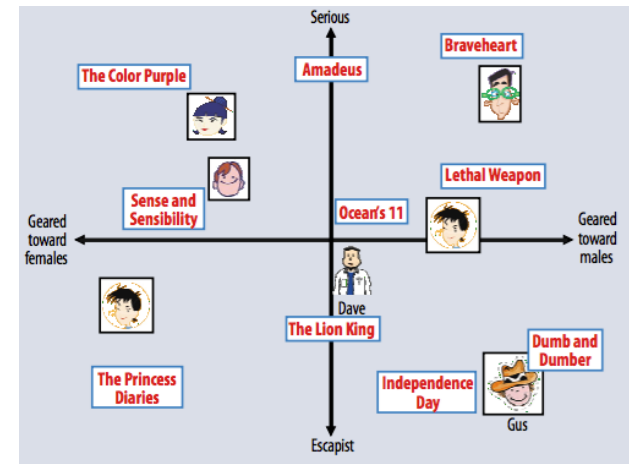 Serious
Braveheart
Amadeus
The Color Purple
Lethal Weapon
Sense and
Sensibility
Ocean's 11
Geared
toward
females
Geared
toward
males
Dave
The Lion King
Dumb and
Dumber
The Princess
Diaries
Independence
Day
Gus
Escapist